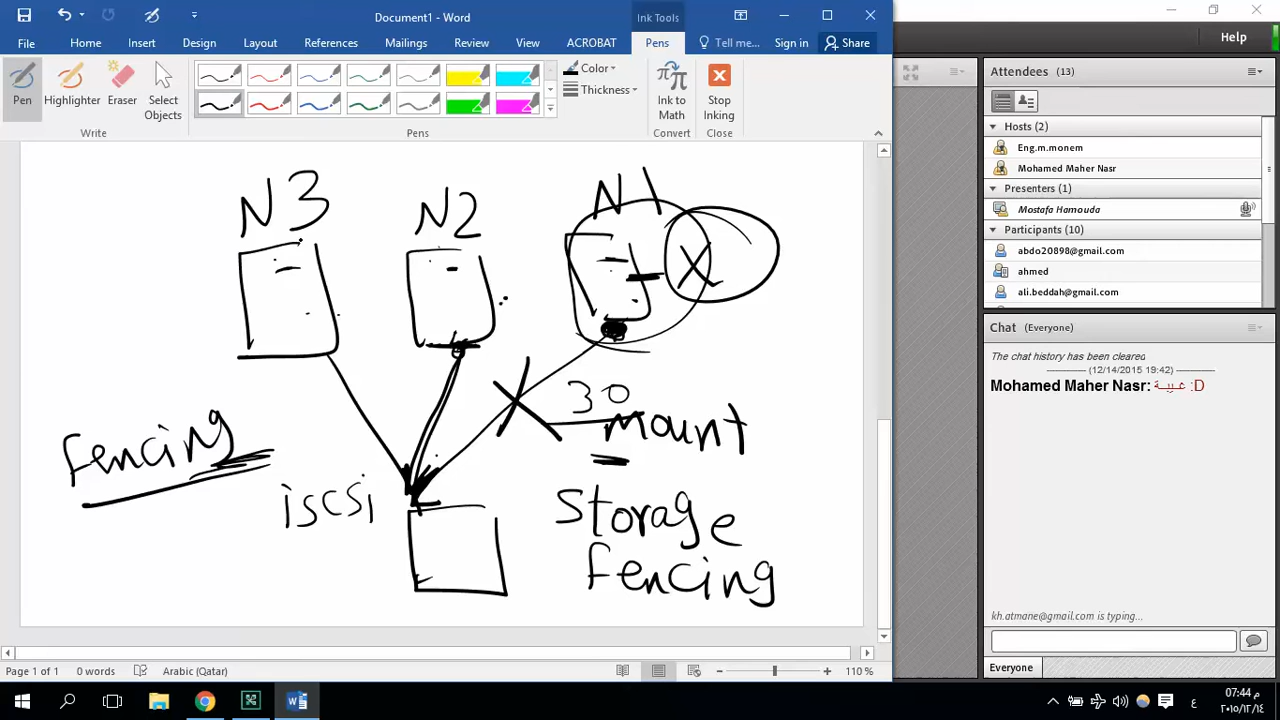 Document1 - Word
Ink Tools
File
Home
Insert
Design
Layout
References
Mailings
Review
View
ACROBAT
Pens
Tell me...
Sign in
Share
Pen
Highlighter
Eraser
Select Objects
Write
Pens
Color
Thickness
Ink to Math
Convert
Stop Inking
Close
N3
N2
N1
30
mount
Fencing
iscsi
Storage
Fencing
Page 1 of 1
0 words
Arabic (Qatar)
110 %
Help
Attendees (13)
Hosts (2)
Eng.m.monem
Mohamed Maher Nasr
Presenters (1)
Mostafa Hamouda
Participants (10)
abdo20898@gmail.com
ahmed
ali.beddah@gmail.com
Chat (Everyone)
The chat history has been cleared
(12/14/2015 19:42)
Mohamed Maher Nasr: :D
kh.atmane@gmail.com is typing...
Everyone
ع
07:44 م
٢٠١٥/١٢/١٤